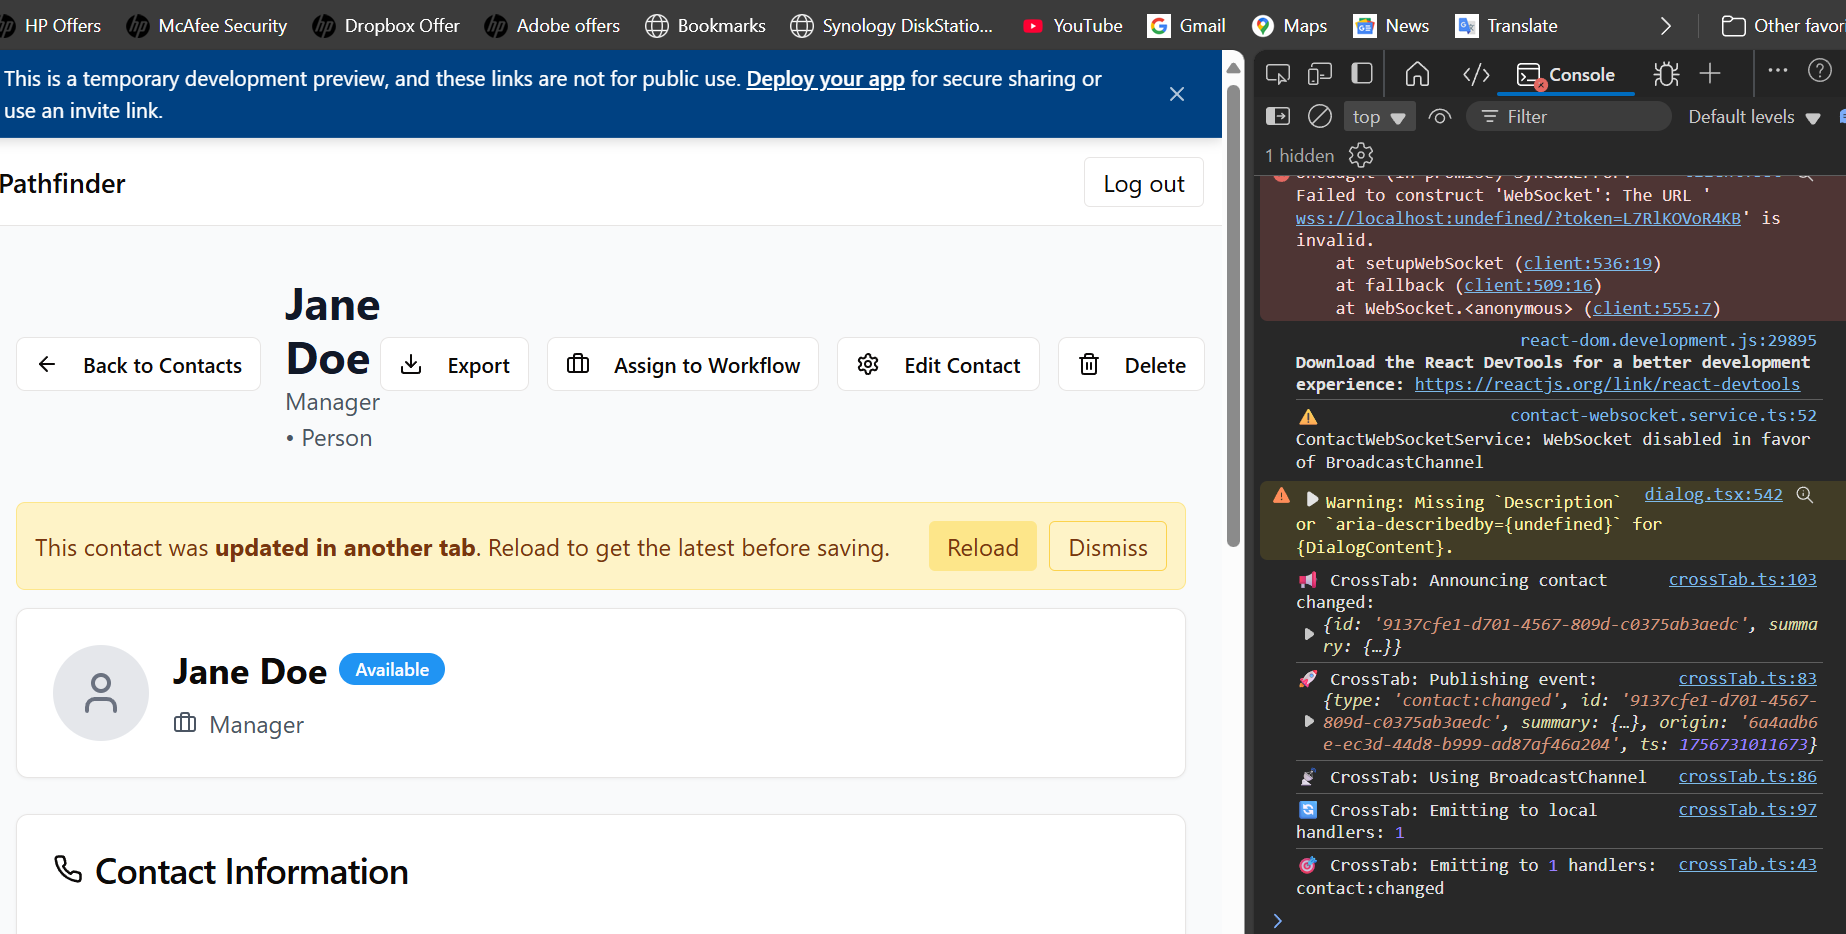 HP Offers
McAfee Security
Dropbox Offer
Adobe offers
Bookmarks
Synology DiskStatio...
YouTube
Gmail
Maps
News
Translate
Other favor
This is a temporary development preview, and these links are not for public use. Deploy your app for secure sharing or
use an invite link.
Pathfinder
Log out
Back to Contacts
Jane
Doe
Manager
• Person
Export
Assign to Workflow
Edit Contact
Delete
This contact was updated in another tab. Reload to get the latest before saving.
Reload
Dismiss
Jane Doe
Available
Manager
Contact Information
Console
top
Filter
Default levels
1 hidden
Uncaught (in promise) SyntaxError:
Failed to construct 'WebSocket': The URL '
wss://localhost:undefined/?token=L7RlKOVoR4KB' is
invalid.
at setupWebSocket (client:536:19)
at fallback (client:509:16)
at WebSocket.<anonymous> (client:555:7)
react-dom.development.js:29895
Download the React DevTools for a better development
experience: https://reactjs.org/link/react-devtools
contact-websocket.service.ts:52
ContactWebSocketService: WebSocket disabled in favor
of BroadcastChannel
Warning: Missing `Description` dialog.tsx:542
or `aria-describedby={undefined}` for
{DialogContent}.
CrossTab: Announcing contact crossTab.ts:103
changed:
{id: '9137cfe1-d701-4567-809d-c0375ab3aedc', summa
ry: {…}}
CrossTab: Publishing event: crossTab.ts:83
{type: 'contact:changed', id: '9137cfe1-d701-4567-
809d-c0375ab3aedc', summary: {…}, origin: '6a4adb6
e-ec3d-44d8-b999-ad87af46a204', ts: 1756731011673}
CrossTab: Using BroadcastChannel crossTab.ts:86
CrossTab: Emitting to local crossTab.ts:97
handlers: 1
CrossTab: Emitting to 1 handlers: crossTab.ts:43
contact:changed